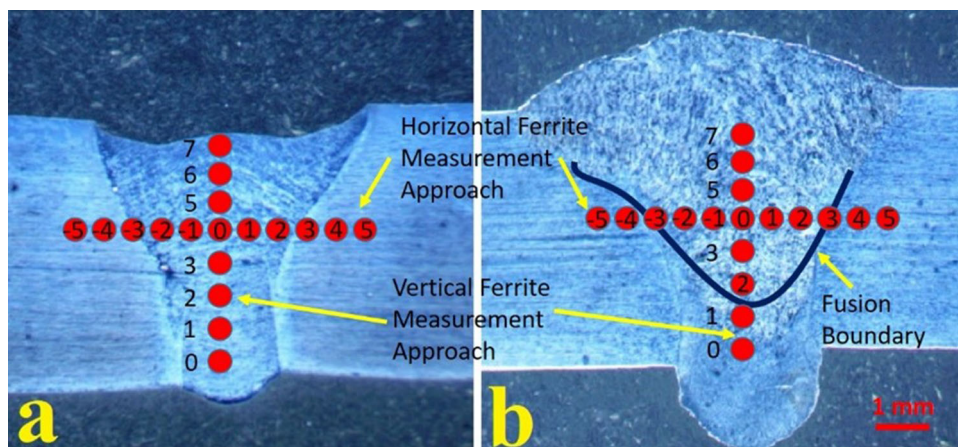 7
6
5
-5 -4 -3 -2 -1 0 1 2 3 4 5
3
2
1
0
a
Horizontal Ferrite
Measurement
Approach
Vertical Ferrite
Measurement
Approach
7
6
5
-5 -4 -3 -2 -1 0 1 2 3 4 5
3
2
1
0
Fusion
Boundary
b
1 mm